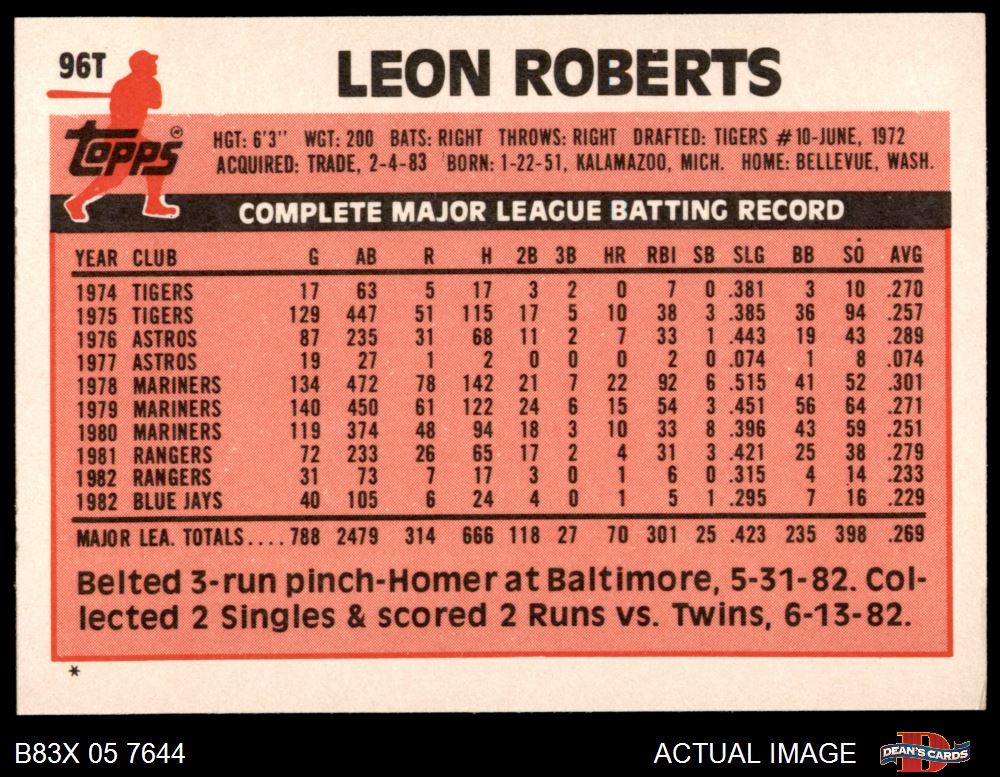 96T
LEON ROBERTS
Topps
HGT: 6'3" WGT: 200 BATS: RIGHT THROWS: RIGHT DRAFTED: TIGERS #10-JUNE, 1972
ACQUIRED: TRADE, 2-4-83 BORN: 1-22-51, KALAMAZOO, MICH. HOME: BELLEVUE, WASH.
COMPLETE MAJOR LEAGUE BATTING RECORD
YEAR CLUB G AB R H 2B 3B HR RBI SB SLG BB SO AVG
1974 TIGERS 17 63 5 17 3 2 0 7 0 .381 3 10 .270
1975 TIGERS 129 447 51 115 17 5 10 38 3 .385 36 94 .257
1976 ASTROS 87 235 31 68 11 2 7 33 1 .443 19 43 .289
1977 ASTROS 19 27 1 2 0 0 0 2 0 .074 1 8 .074
1978 MARINERS 134 472 78 142 21 7 22 92 6 .515 41 52 .301
1979 MARINERS 140 450 61 122 24 6 15 54 3 .451 56 64 .271
1980 MARINERS 119 374 48 94 18 3 10 33 8 .396 43 59 .251
1981 RANGERS 72 233 26 65 17 2 4 31 3 .421 25 38 .279
1982 RANGERS 31 73 7 17 3 0 1 6 0 .315 4 14 .233
1982 BLUE JAYS 40 105 6 24 4 0 1 5 1 .295 7 16 .229
MAJOR LEA. TOTALS....788 2479 314 666 118 27 70 301 25 .423 235 398 .269
Belted 3-run pinch-Homer at Baltimore, 5-31-82. Col-
lected 2 Singles & scored 2 Runs vs. Twins, 6-13-82.
*
B83X 05 7644 ACTUAL IMAGE DEAN'S CARDS